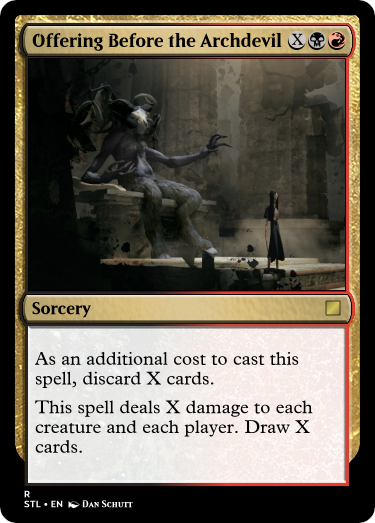 Offering Before the Archdevil X
Sorcery
As an additional cost to cast this
spell, discard X cards.
This spell deals X damage to each
creature and each player. Draw X
cards.
R
STL • EN DAN SCHUTT